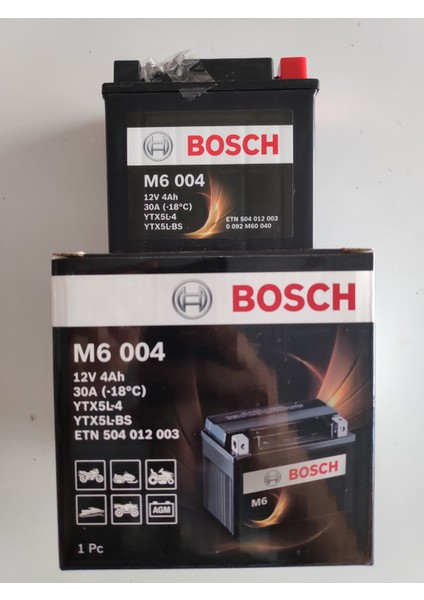 BOSCH
M6 004
12V 4Ah
30A (-18°C)
YTX5L-4
YTX5L-BS
ETN 504 012 003
0 092 M60 040
BOSCH
M6 004
12V 4Ah
30A (-18°C)
YTX5L-4
YTX5L-BS
ETN 504 012 003
BOSCH
M6
AGM
1 Pc